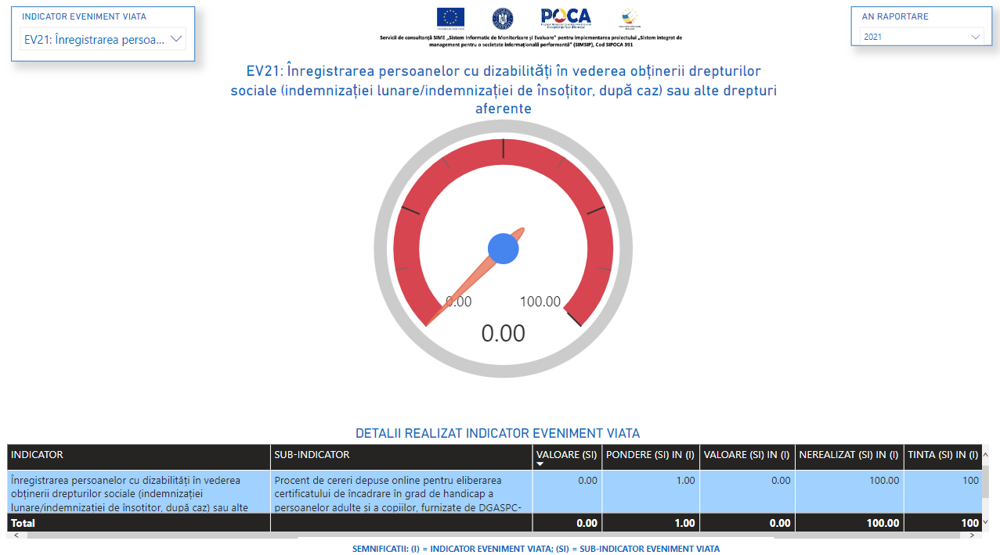 INDICATOR EVENIMENT VIATA
EV21: Înregistrarea persoa...
POCA
Servicii de consultanță SIME „Sistem Informatic de Monitorizare și Evaluare” pentru implementarea proiectului „Sistem integrat de
management pentru o societate informațională performantă” (SIMSIP), Cod SIPOCA 391
AN RAPORTARE
2021
EV21: Înregistrarea persoanelor cu dizabilități în vederea obținerii drepturilor
sociale (indemnizației lunare/indemnizației de însoțitor, după caz) sau alte drepturi
aferente
0.00
100.00
0.00
DETALII REALIZAT INDICATOR EVENIMENT VIATA
INDICATOR SUB-INDICATOR VALOARE (SI) PONDERE (SI) IN (I) VALOARE (SI) IN (I) NEREALIZAT (SI) IN (I) TINTA (SI) IN (I)
Înregistrarea persoanelor cu dizabilități în vederea
obținerii drepturilor sociale (indemnizației
lunare/indemnizației de însoțitor, după caz) sau alte
Procent de cereri depuse online pentru eliberarea
certificatului de încadrare în grad de handicap a
persoanelor adulte si a copiilor, furnizate de DGASPC-
0.00 1.00 0.00 100.00 100
Total 0.00 1.00 0.00 100.00 100
SEMNIFICATII: (I) = INDICATOR EVENIMENT VIATA; (SI) = SUB-INDICATOR EVENIMENT VIATA